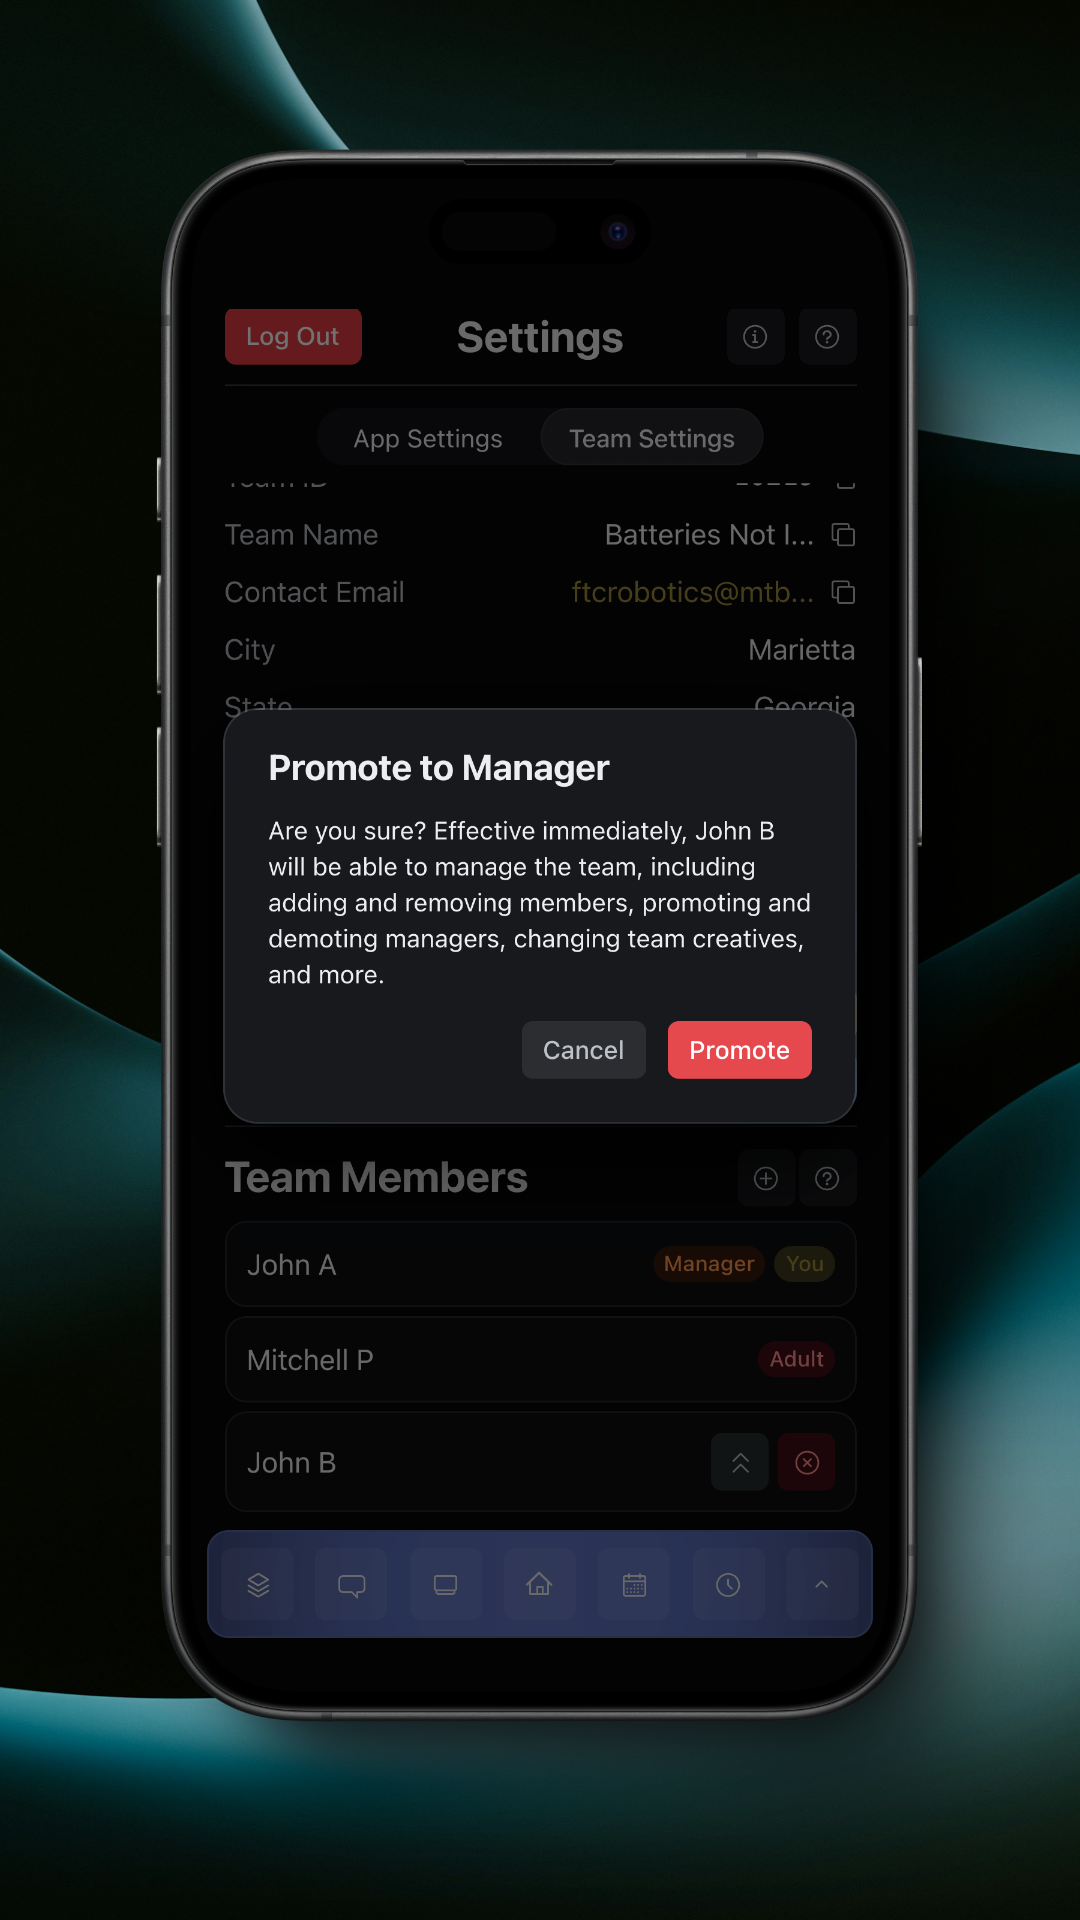 Log Out
Settings
App Settings
Team Settings
Team ID
Team Name
Batteries Not I...
Contact Email
ftcrobotics@mtb...
City
Marietta
State
Georgia
Promote to Manager
Are you sure? Effective immediately, John B
will be able to manage the team, including
adding and removing members, promoting and
demoting managers, changing team creatives,
and more.
Cancel
Promote
Team Members
John A
Manager
You
Mitchell P
Adult
John B